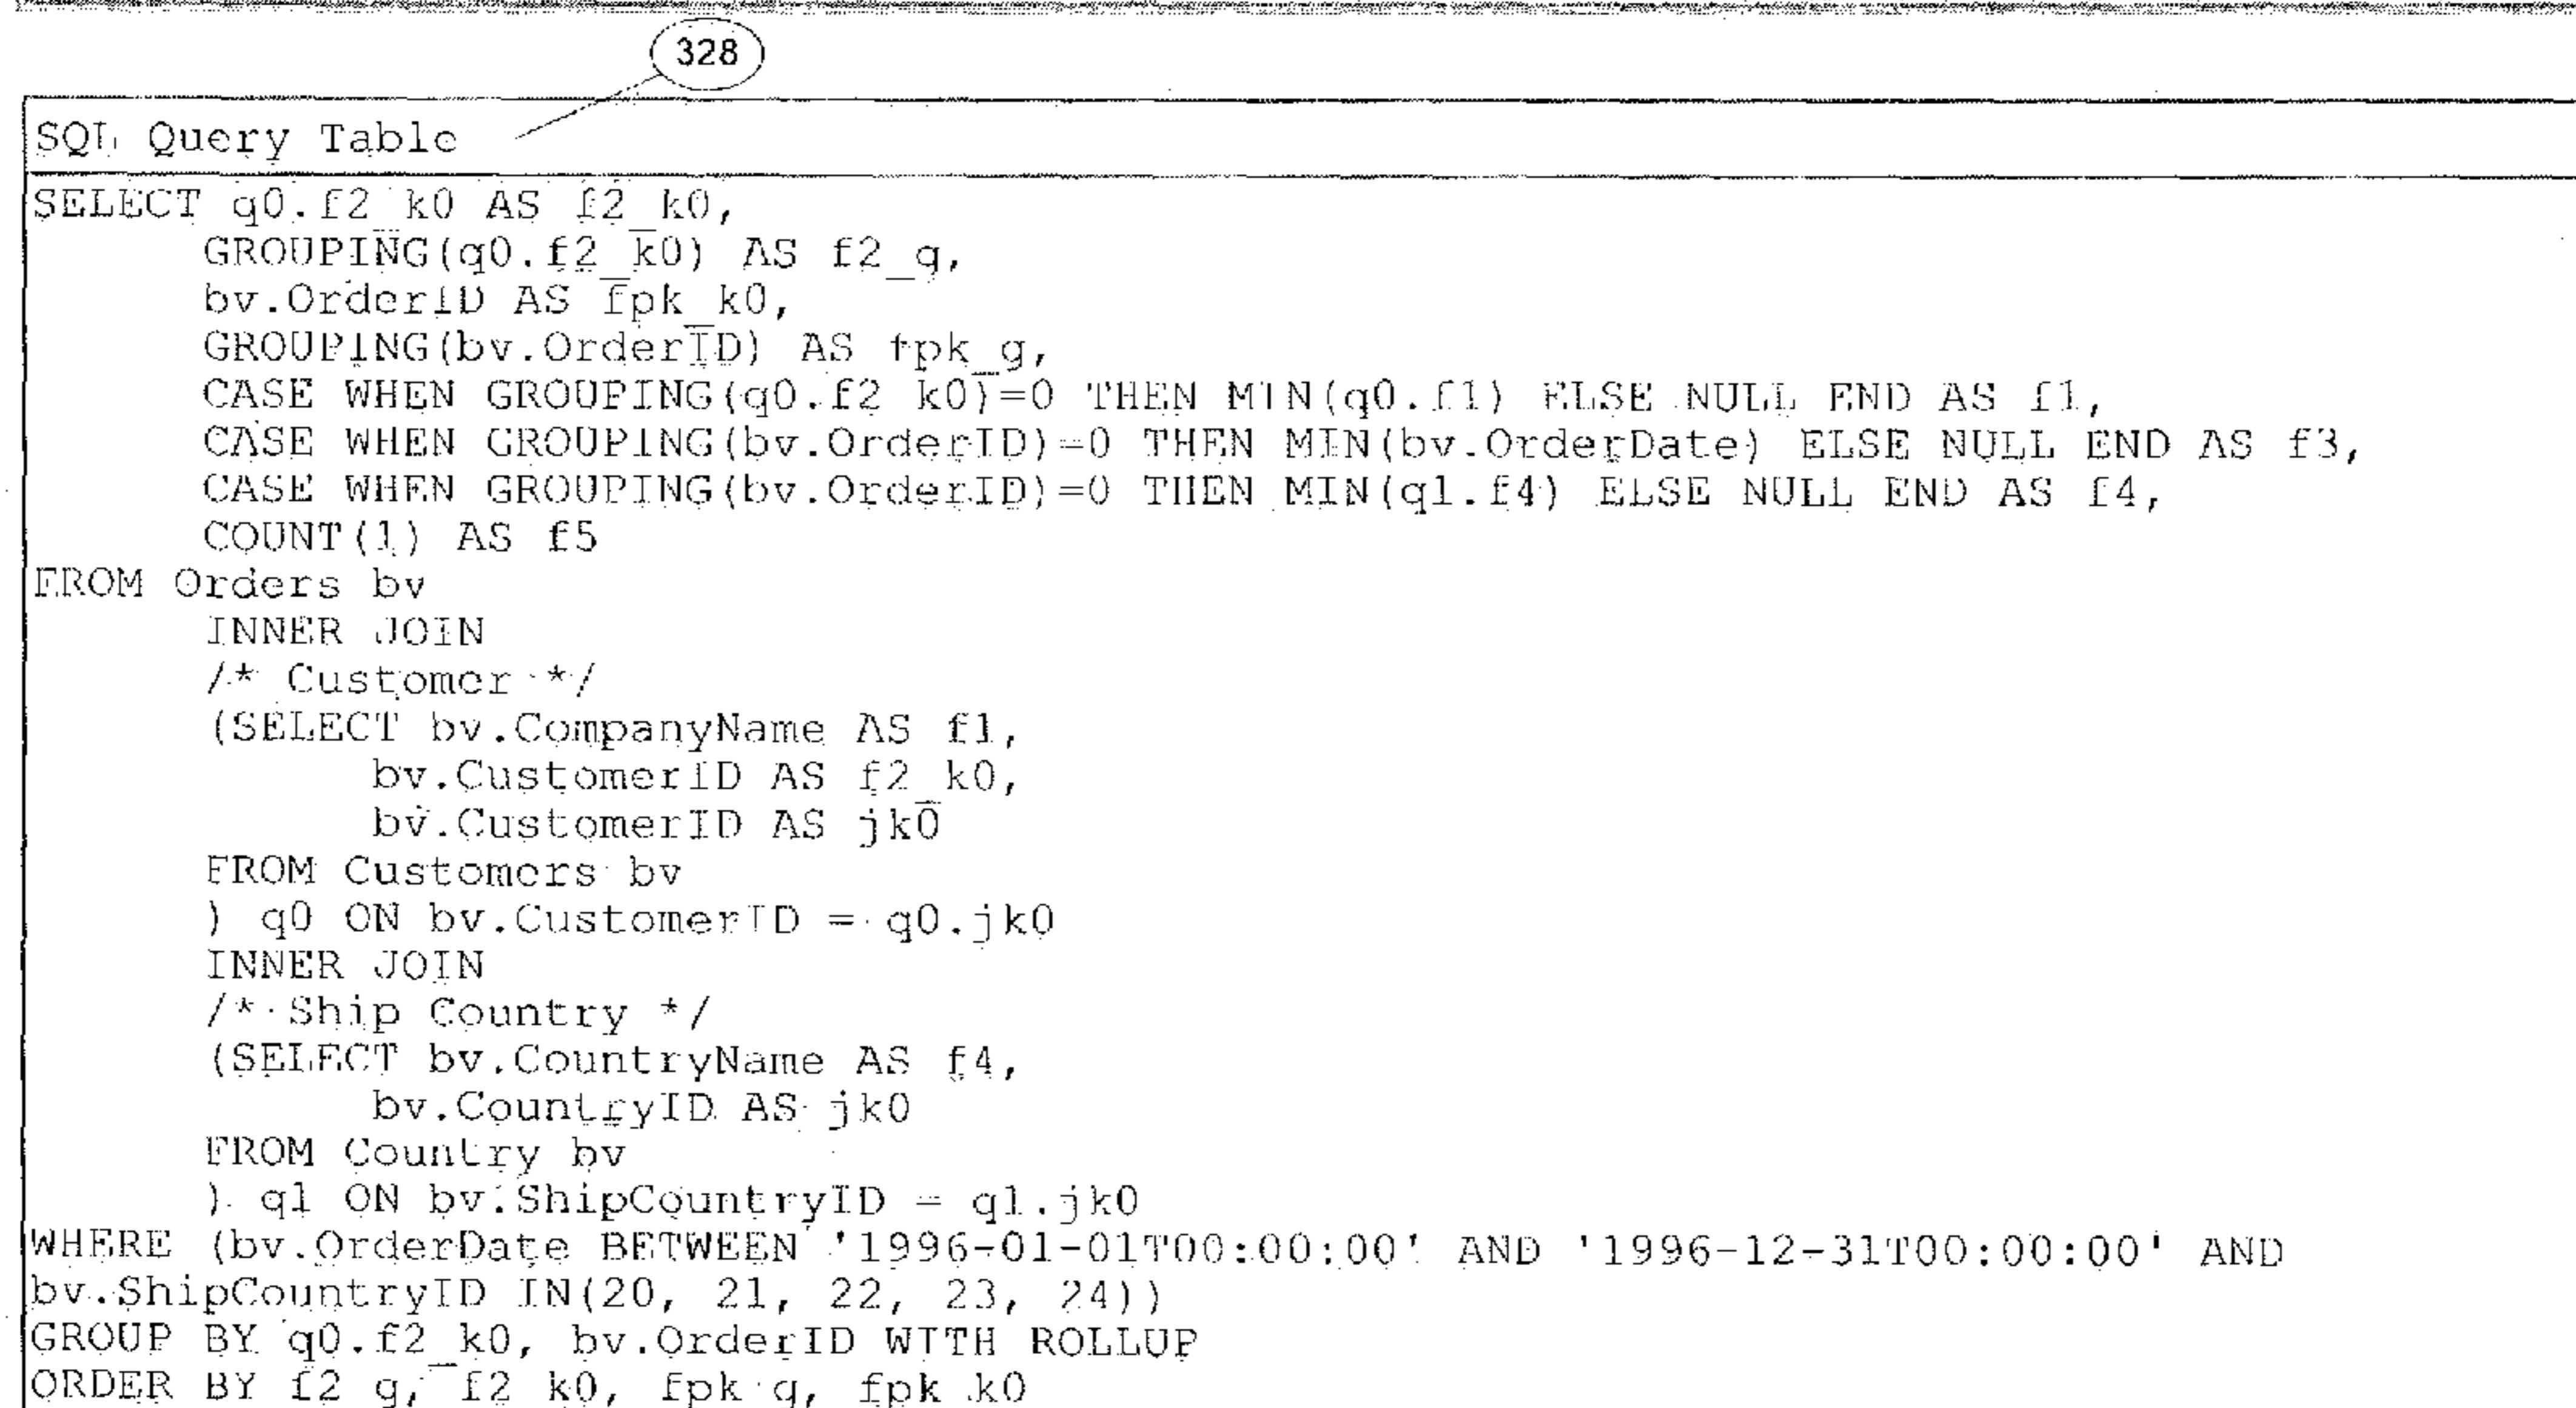 328
SQL Query Table
SELECT q0.f2_k0 AS f2_k0,
GROUPING(q0.f2_k0) AS f2_g,
bv.OrderID AS fpk_k0,
GROUPING(bv.OrderID) AS fpk_g,
CASE WHEN GROUPING(q0.f2_k0)=0 THEN MIN(q0.f1) ELSE NULL END AS f1,
CASE WHEN GROUPING(bv.OrderID)=0 THEN MIN(bv.OrderDate) ELSE NULL END AS f3,
CASE WHEN GROUPING(bv.OrderID)=0 THEN MIN(q1.f4) ELSE NULL END AS f4,
COUNT(1) AS f5
FROM Orders bv
INNER JOIN
/* Customer */
(SELECT bv.CompanyName AS f1,
bv.CustomerID AS f2_k0,
bv.CustomerID AS jk0
FROM Customers bv
) q0 ON bv.CustomerID = q0.jk0
INNER JOIN
/* Ship Country */
(SELECT bv.CountryName AS f4,
bv.CountryID AS jk0
FROM Country bv
) q1 ON bv.ShipCountryID = q1.jk0
WHERE (bv.OrderDate BETWEEN '1996-01-01T00:00:00' AND '1996-12-31T00:00:00' AND
bv.ShipCountryID IN(20, 21, 22, 23, 24))
GROUP BY q0.f2_k0, bv.OrderID WITH ROLLUP
ORDER BY f2_g, f2_k0, fpk_g, fpk_k0